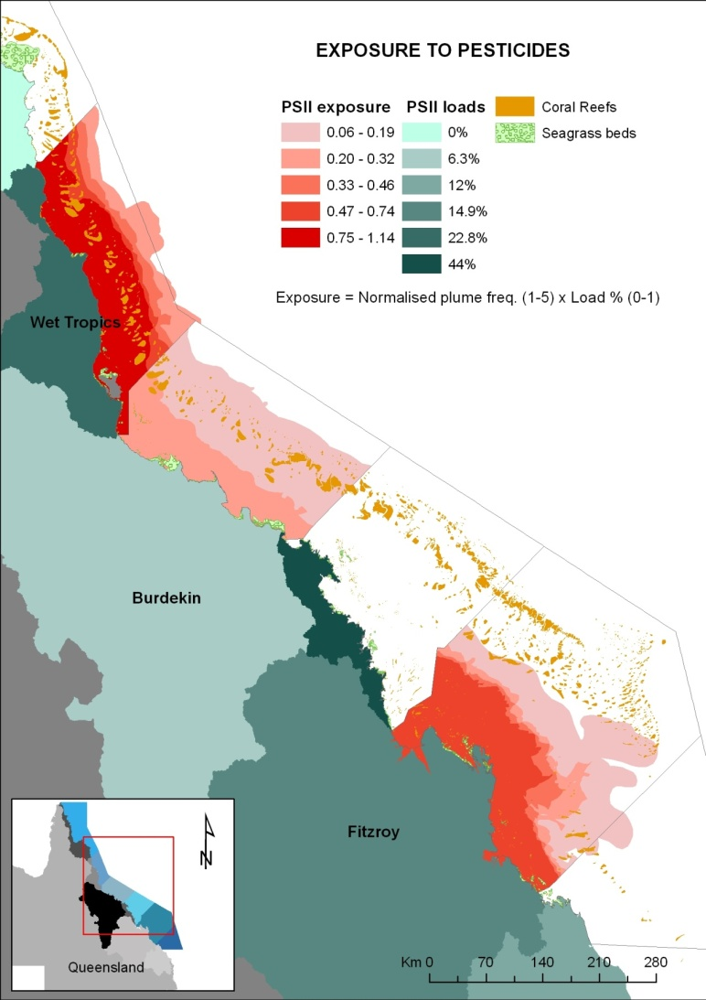 EXPOSURE TO PESTICIDES
PSII exposure
0.06 - 0.19
0.20 - 0.32
0.33 - 0.46
0.47 - 0.74
0.75 - 1.14
PSII loads
0%
6.3%
12%
14.9%
22.8%
44%
Coral Reefs
Seagrass beds
Exposure = Normalised plume freq. (1-5) x Load % (0-1)
Wet Tropics
Burdekin
Fitzroy
N
Queensland
Km 0 70 140 210 280